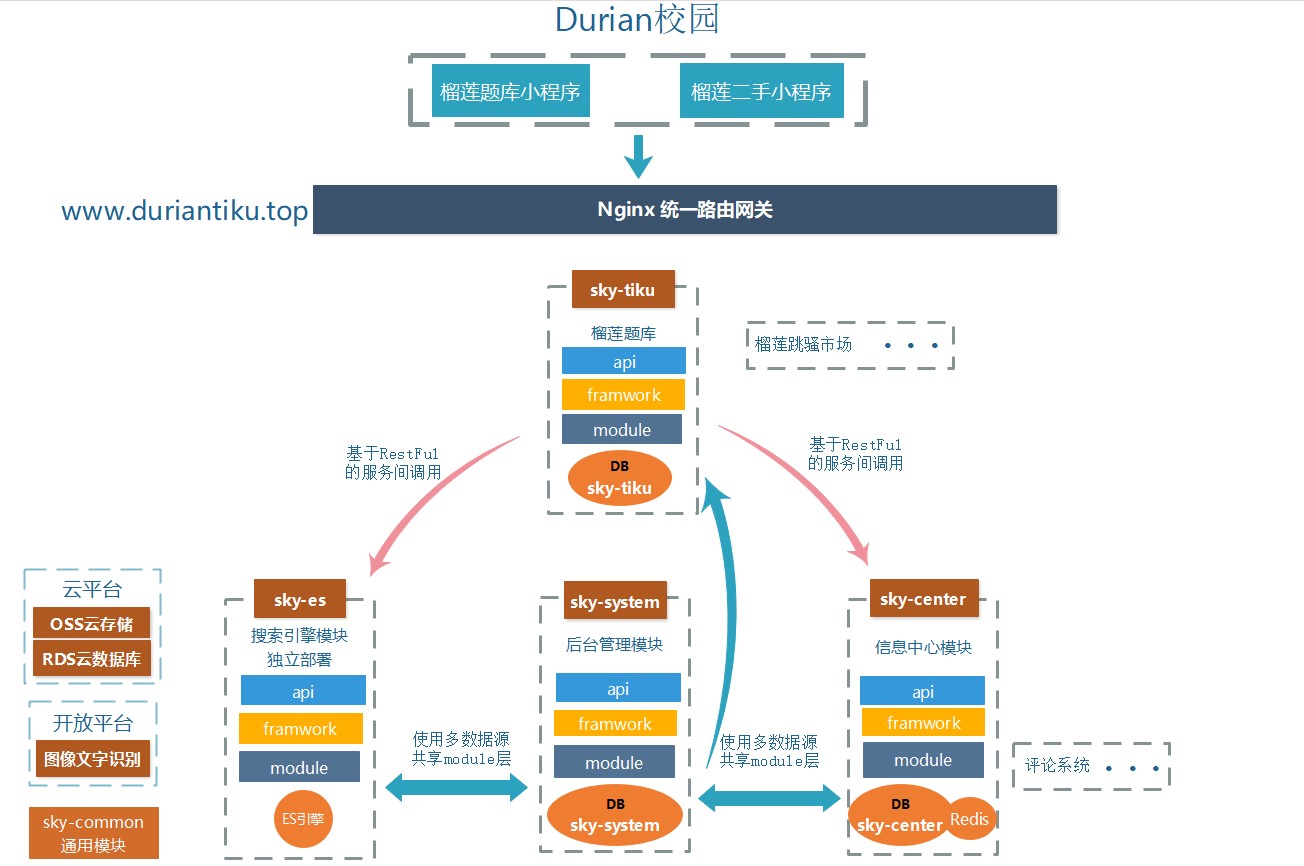 Durian校园
榴莲题库小程序
榴莲二手小程序
www.duriantiku.top
Nginx 统一路由网关
sky-tiku
榴莲题库
api
framwork
module
DB
sky-tiku
榴莲跳骚市场 • • •
基于RestFul
的服务间调用
基于RestFul
的服务间调用
云平台
OSS云存储
RDS云数据库
开放平台
图像文字识别
sky-common
通用模块
sky-es
搜索引擎模块
独立部署
api
framwork
module
ES引擎
使用多数据源
共享module层
sky-system
后台管理模块
api
framwork
module
DB
sky-system
使用多数据源
共享module层
sky-center
信息中心模块
api
framwork
module
DB
sky-center
Redis
评论系统 • • •